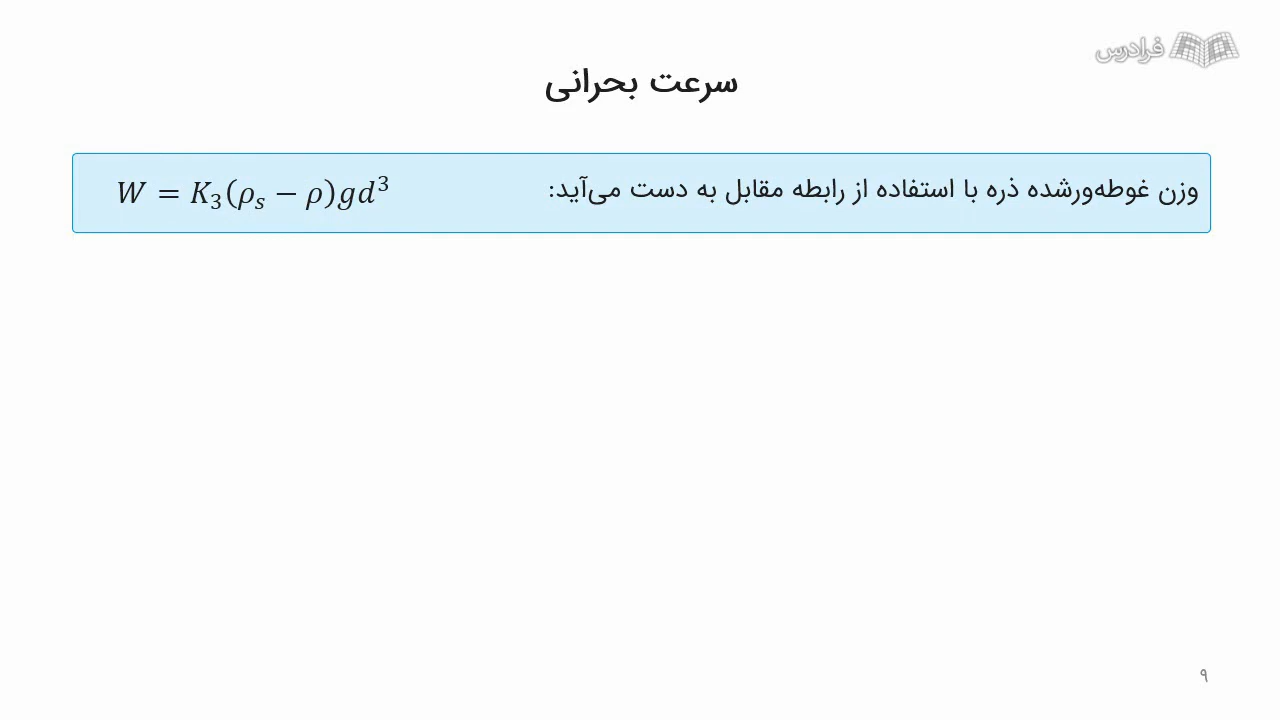 فرادرس
سرعت بحرانی
وزن غوطه‌ورشده ذره با استفاده از رابطه مقابل به دست می‌آید: W = K₃(ρₛ − ρ)gd³
۹